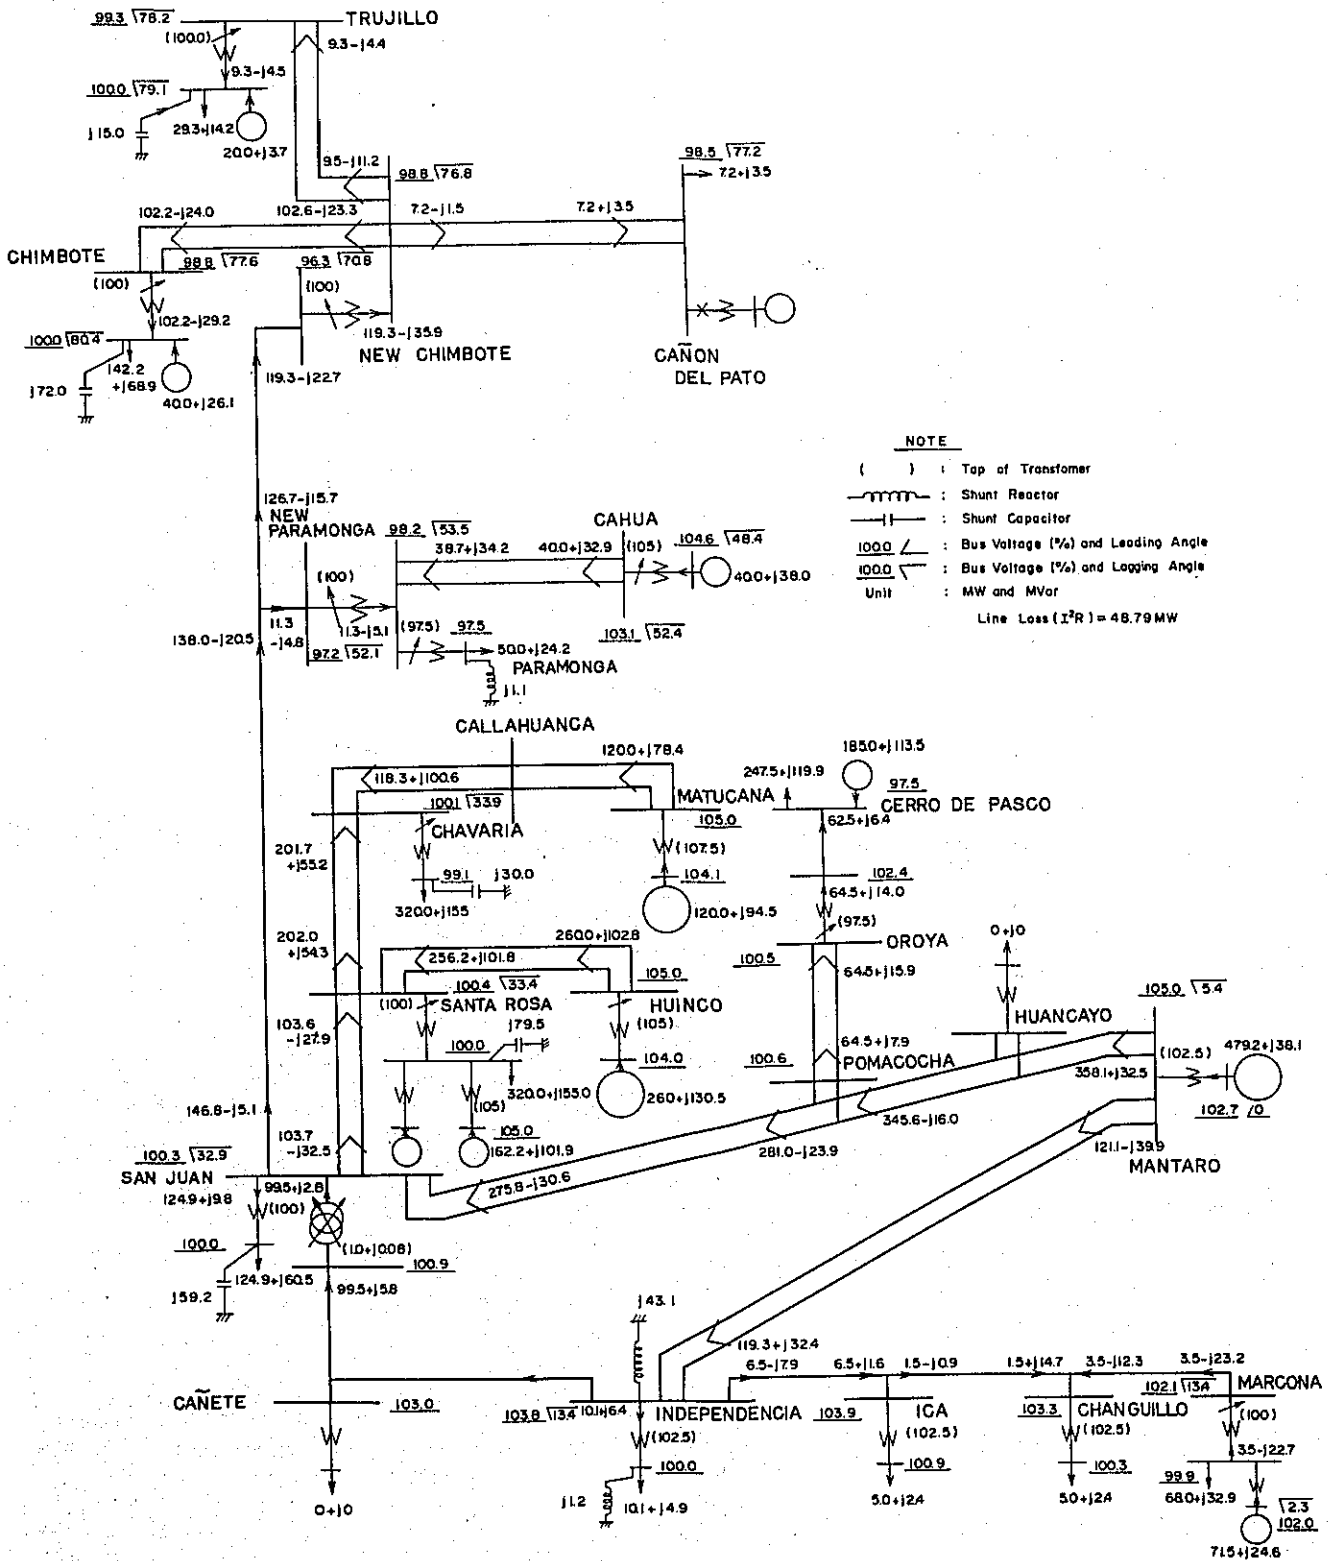 99.3 78.2
TRUJILLO
(100.0)
9.3-j4.4
9.3-j4.5
100.0 79.1
j15.0
29.3+j14.2
20.0+j3.7
9.5-j11.2
98.8 76.8
98.5 77.2
7.2+j3.5
102.2-j24.0
102.6-j23.3
7.2-j1.5
7.2+j3.5
CHIMBOTE
98.8 77.6
96.3 70.8
(100)
(100)
102.2-j29.2
119.3-j35.9
100.0 80.4
NEW CHIMBOTE
CAÑON
DEL PATO
142.2
+j68.9
119.3-j22.7
j72.0
40.0+j26.1
NOTE
( ) : Tap of Transfomer
: Shunt Reactor
: Shunt Capacitor
100.0 : Bus Voltage (%) and Leading Angle
100.0 : Bus Voltage (%) and Lagging Angle
Unit : MW and MVar
Line Loss (I²R) = 48.79 MW
126.7-j15.7
NEW
PARAMONGA
98.2 53.5
CAHUA
38.7+j34.2
40.0+j32.9
(105)
104.6 48.4
40.0+j38.0
(100)
11.3
-j4.8
11.3-j5.1
(97.5)
97.5
103.1 52.4
138.0-j20.5
97.2 52.1
50.0+j24.2
PARAMONGA
j1.1
CALLAHUANCA
120.0+j78.4
185.0+j113.5
118.3+j100.6
247.5+j119.9
97.5
MATUCANA
CERRO DE PASCO
100.1 33.9
CHAVARIA
105.0
62.5+j6.4
201.7
+j55.2
(107.5)
99.1
j30.0
104.1
102.4
64.5+j14.0
320.0+j155
120.0+j94.5
(97.5)
0+j0
202.0
+j54.3
260.0+j102.8
OROYA
256.2+j101.8
100.5
64.5+j15.9
105.0
100.4 33.4
105.0 5.4
(100)
SANTA ROSA
HUINCO
HUANCAYO
103.6
-j27.9
j79.5
(105)
64.5+j7.9
479.2+j38.1
100.0
104.0
100.6
POMACOCHA
(102.5)
358.1+j32.5
320.0+j155.0
260+j130.5
(105)
102.7 0
146.8-j5.1
105.0
345.6-j16.0
103.7
-j32.5
162.2+j101.9
281.0-j23.9
121.1-j39.9
100.3 32.9
MANTARO
SAN JUAN
99.5+j2.8
275.8-j30.6
124.9+j9.8
(100)
(1.0+j0.08)
100.0
100.9
124.9+j60.5
99.5+j5.8
j59.2
j43.1
119.3+j32.4
6.5-j7.9
6.5+j1.6
1.5-j0.9
1.5+j14.7
3.5-j12.3
3.5-j23.2
CAÑETE
103.0
103.8 13.4
10.1+j6.4
INDEPENDENCIA
103.9
ICA
103.3
CHANGUILLO
102.1 13.4
MARCONA
(102.5)
(102.5)
(102.5)
(100)
100.0
100.9
100.3
3.5-j22.7
99.9
j1.2
10.1+j4.9
5.0+j2.4
5.0+j2.4
68.0+j32.9
0+j0
2.3
102.0
71.5+j24.6